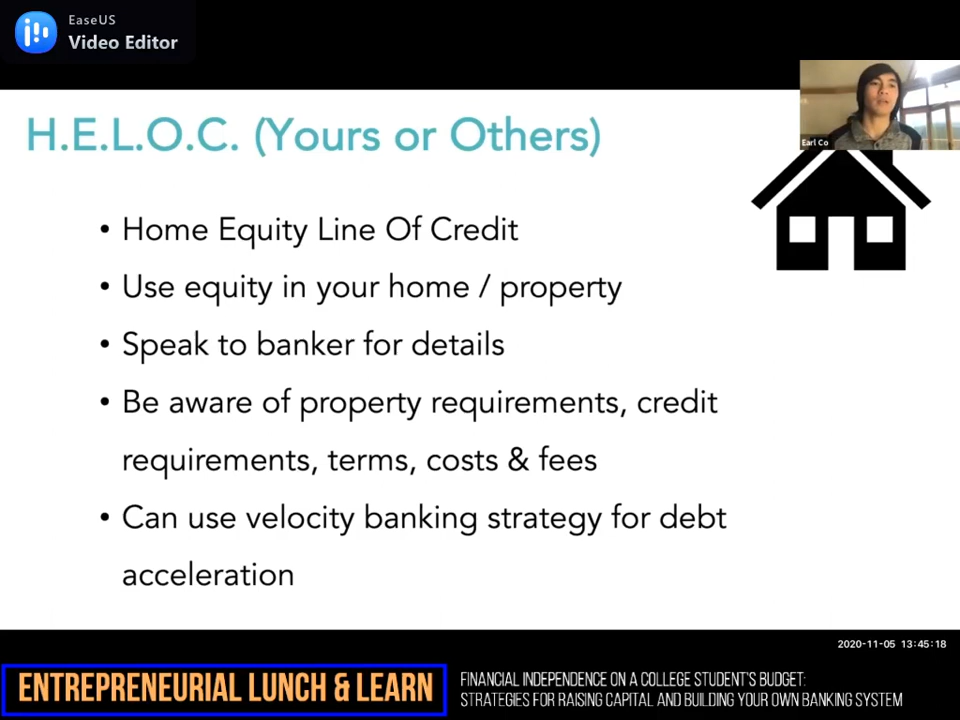 EaseUS
Video Editor
H.E.L.O.C. (Yours or Others)
Earl Co
• Home Equity Line Of Credit
• Use equity in your home / property
• Speak to banker for details
• Be aware of property requirements, credit
requirements, terms, costs & fees
• Can use velocity banking strategy for debt
acceleration
2020-11-05 13:45:18
ENTREPRENEURIAL LUNCH & LEARN
FINANCIAL INDEPENDENCE ON A COLLEGE STUDENT'S BUDGET:
STRATEGIES FOR RAISING CAPITAL AND BUILDING YOUR OWN BANKING SYSTEM